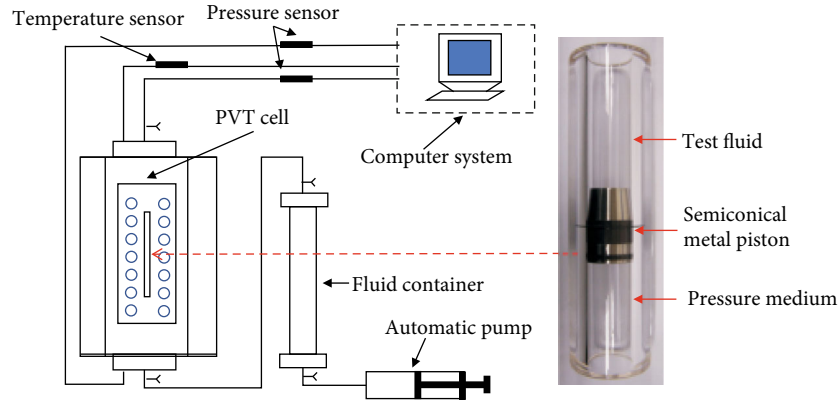 Temperature sensor
Pressure sensor
PVT cell
Computer system
Fluid container
Automatic pump
Test fluid
Semiconical
metal piston
Pressure medium